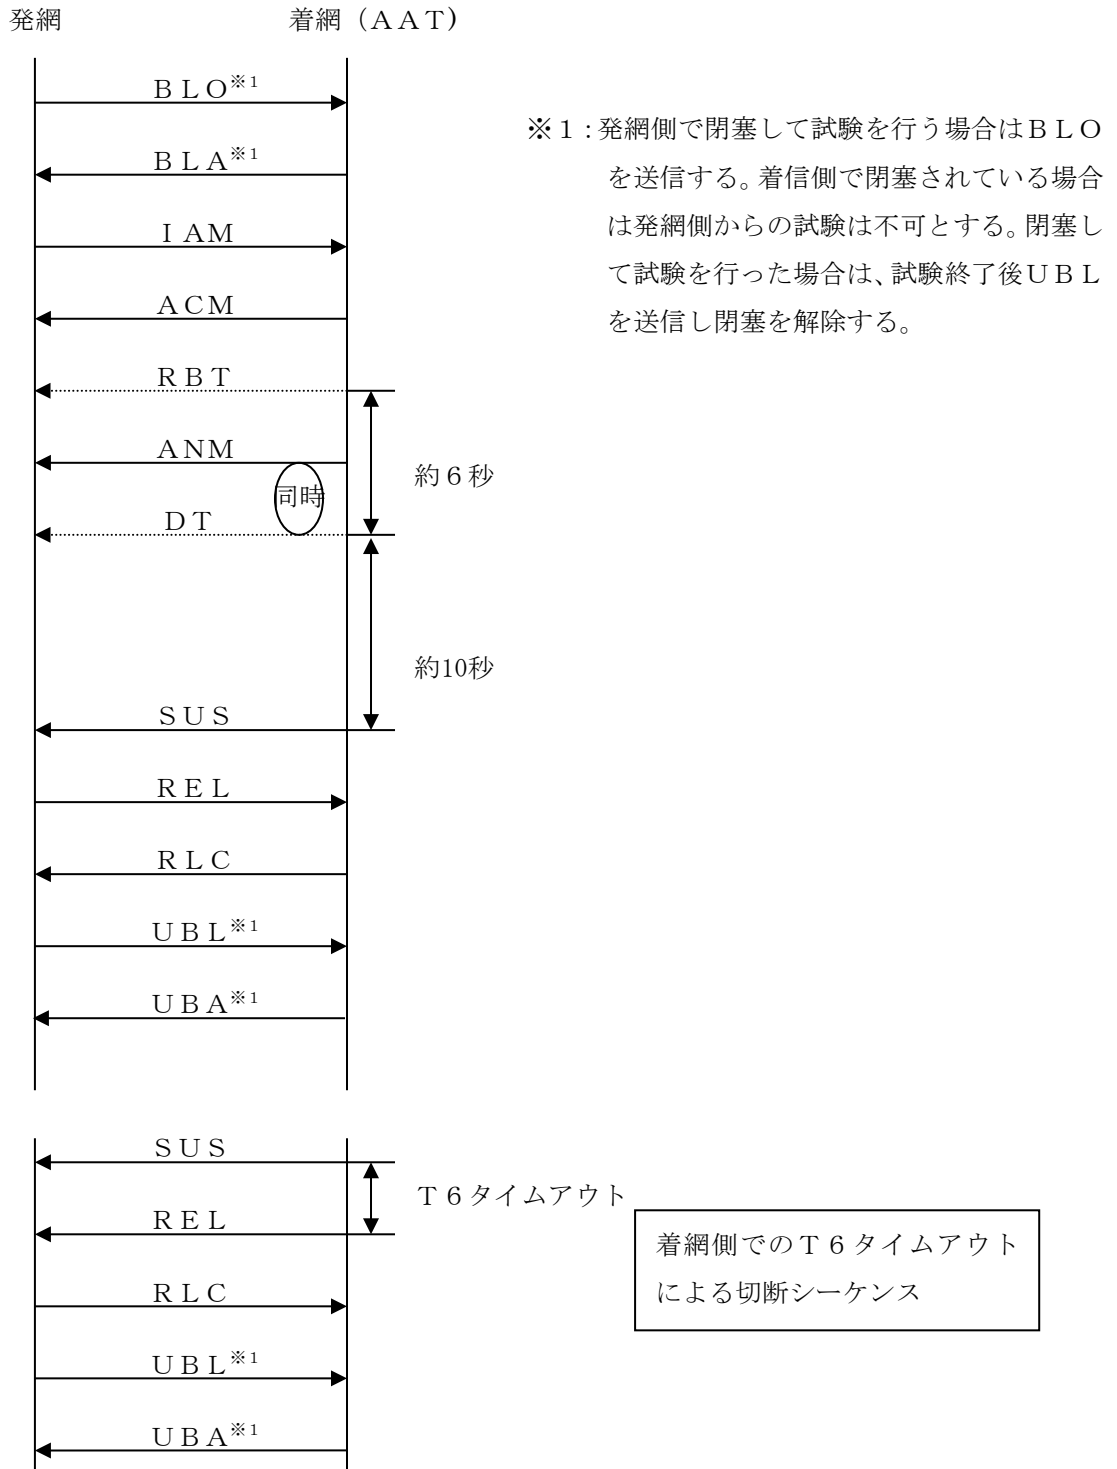 発網 着網（ＡＡＴ)
ＢＬＯ※1
※１：発網側で閉塞して試験を行う場合はＢＬＯ
ＢＬＡ※1
を送信する。着信側で閉塞されている場合
ＩＡＭ
は発網側からの試験は不可とする。閉塞し
て試験を行った場合は、試験終了後ＵＢＬ
ＡＣＭ
を送信し閉塞を解除する。
ＲＢＴ
ＡＮＭ
約６秒
同時
ＤＴ
約10秒
ＳＵＳ
ＲＥＬ
ＲＬＣ
ＵＢＬ※1
ＵＢＡ※1
ＳＵＳ
Ｔ６タイムアウト
ＲＥＬ
着網側でのＴ６タイムアウト
による切断シーケンス
ＲＬＣ
ＵＢＬ※1
ＵＢＡ※1